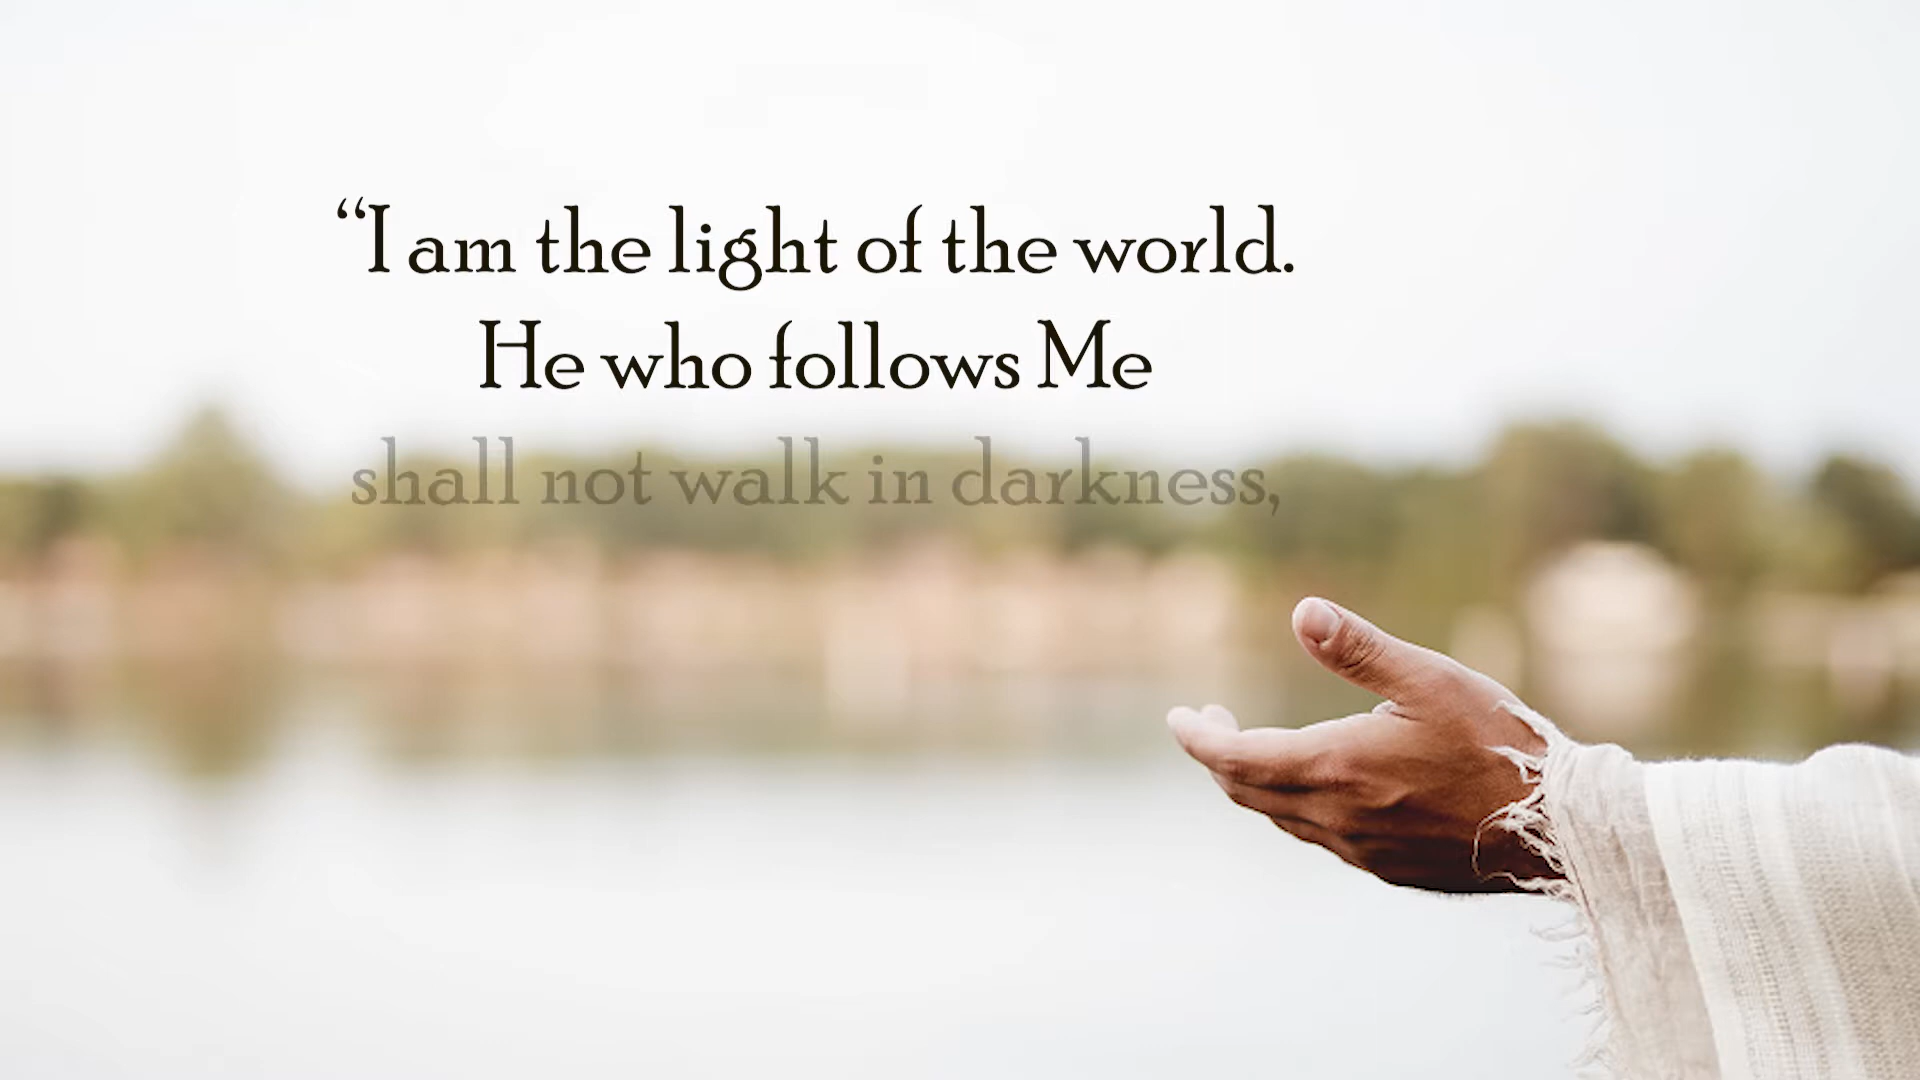 “I am the light of the world.
He who follows Me
shall not walk in darkness,